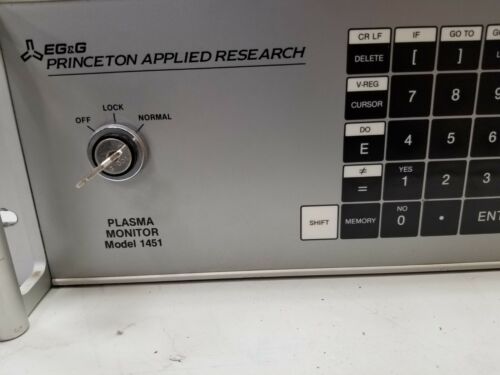 EG&G
PRINCETON APPLIED RESEARCH
OFF LOCK NORMAL
PLASMA
MONITOR
Model 1451
CR LF IF GO TO
DELETE [ ]
V-REG
CURSOR 7 8 9
DO
E 4 5 6
≠ YES
= 1 2 3
NO
SHIFT MEMORY 0 • ENT